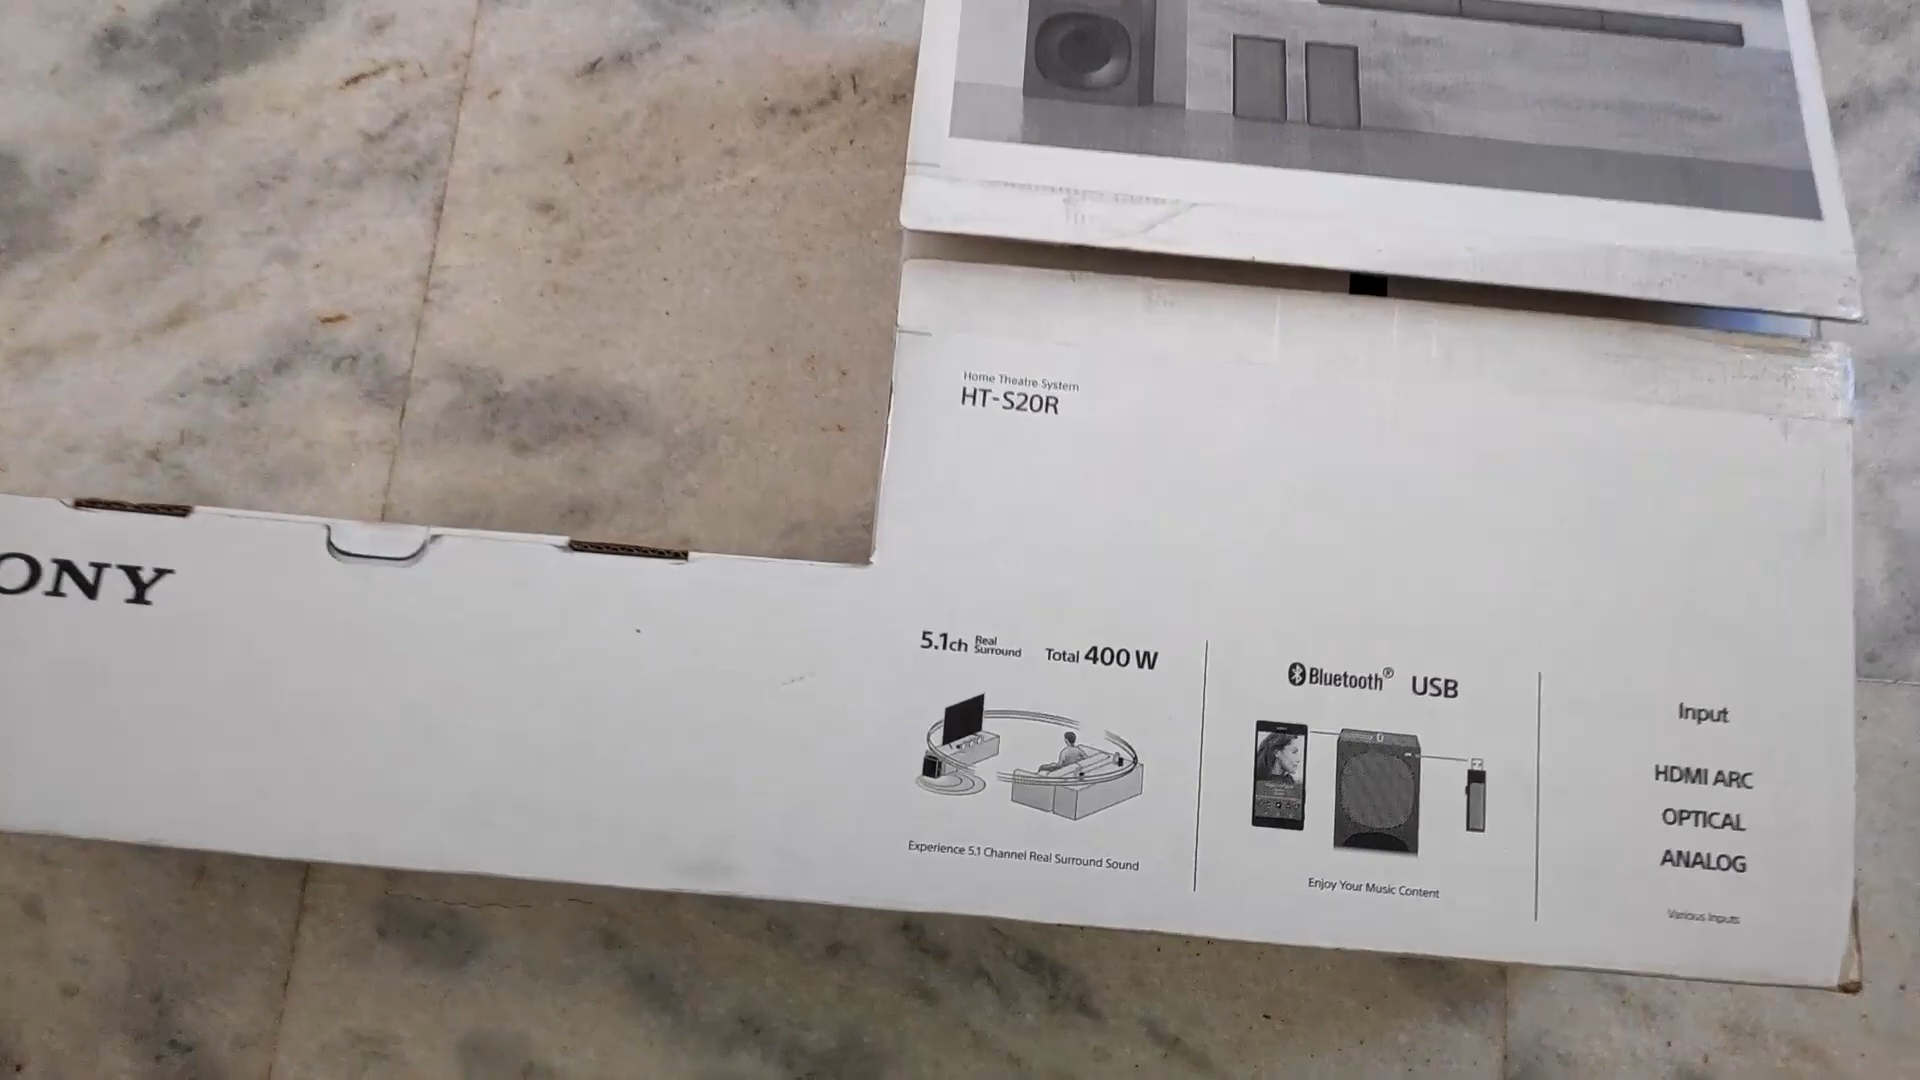 Home Theatre System
HT-S20R
ONY
5.1ch Real Surround Total 400 W
Experience 5.1 Channel Real Surround Sound
Bluetooth® USB
Enjoy Your Music Content
Input
HDMI ARC
OPTICAL
ANALOG
Various Inputs